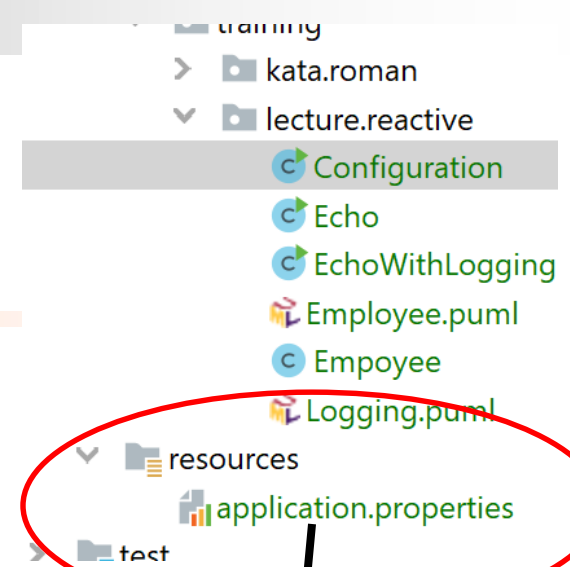 training
kata.roman
lecture.reactive
C Configuration
C Echo
C EchoWithLogging
Employee.puml
C Empoyee
Logging.puml
resources
application.properties
test